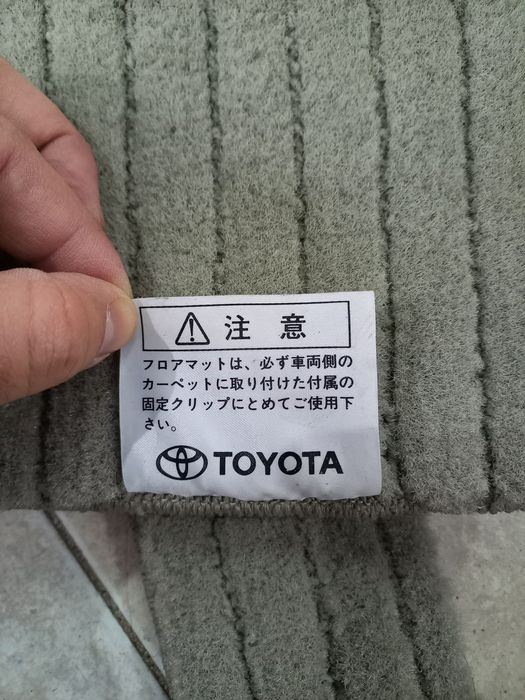 注意
フロアマットは、必ず車両側の
カーペットに取り付けた付属の
固定クリップにとめてご使用下
さい。
TOYOTA